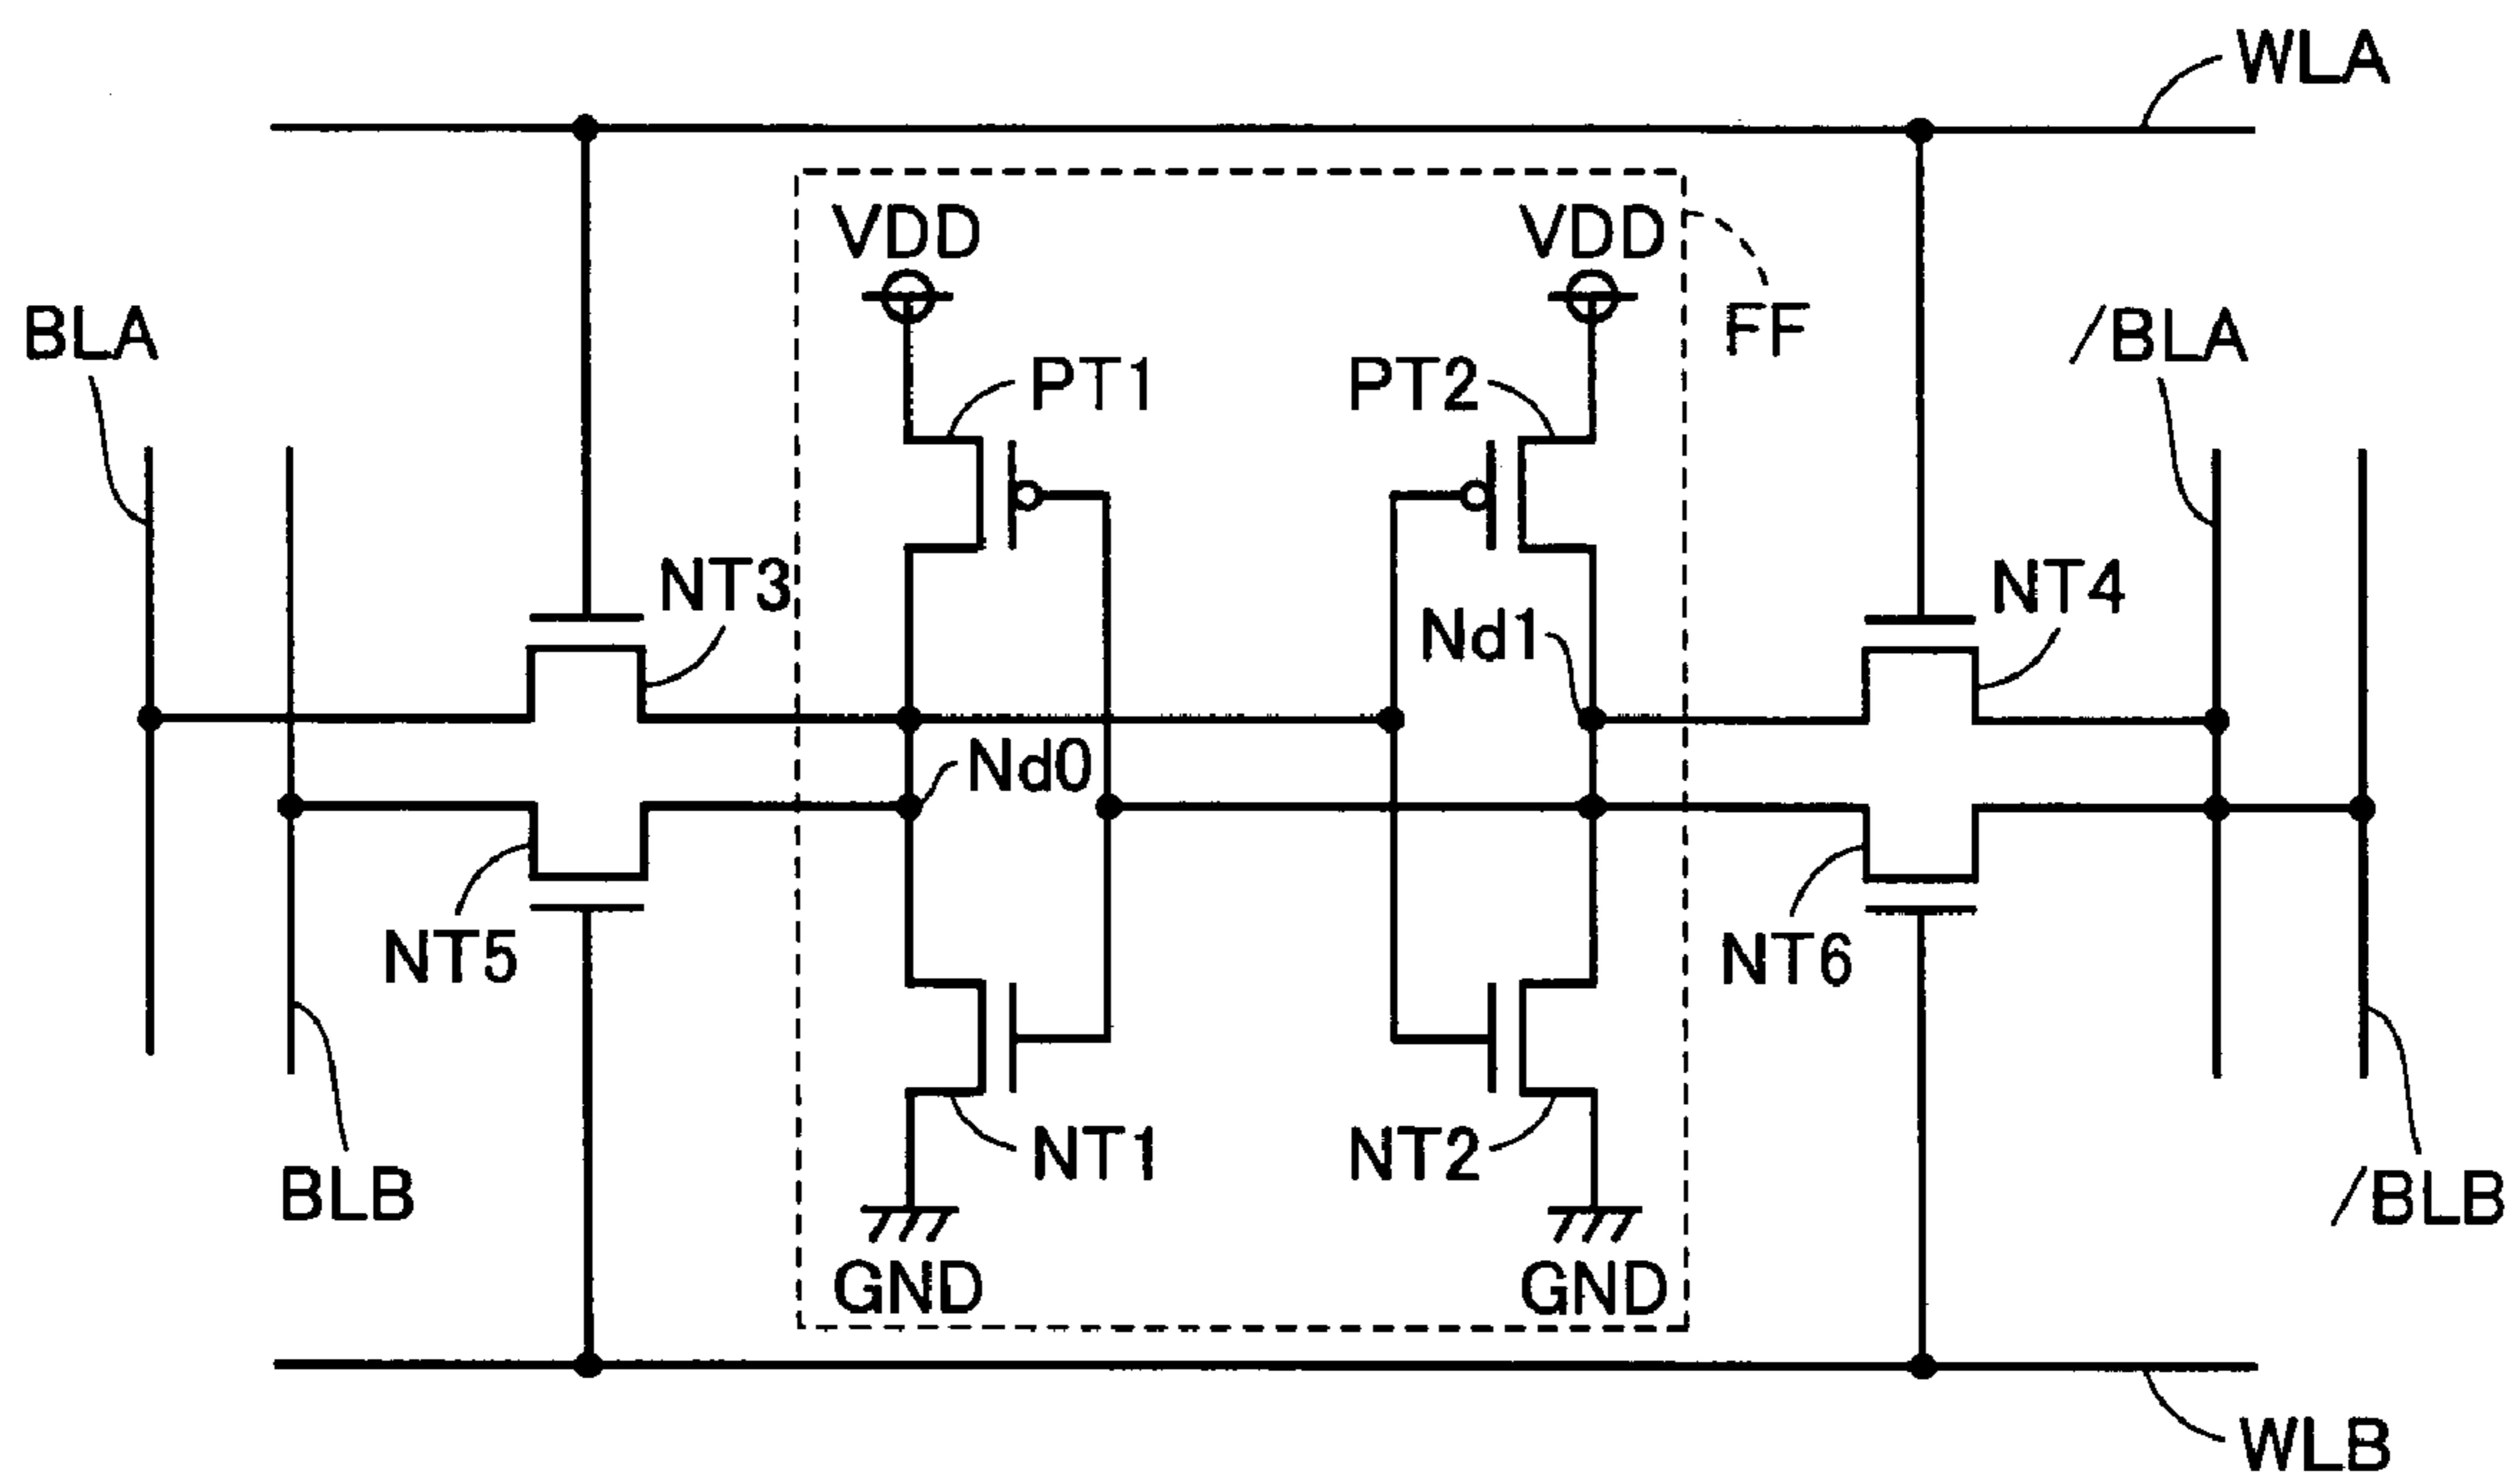 WLA
VDD
VDD
BLA
FF
/BLA
PT1
PT2
NT3
NT4
Nd1
Nd0
NT5
NT6
NT1
NT2
BLB
/BLB
GND
GND
WLB